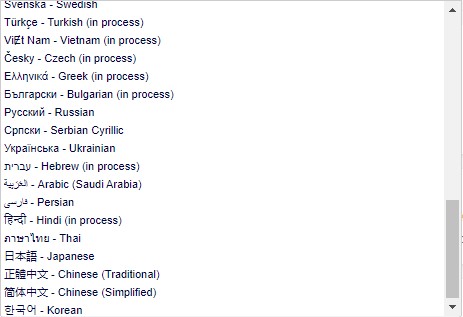 Svenska - Swedish
Türkçe - Turkish (in process)
ViɆt Nam - Vietnam (in process)
Česky - Czech (in process)
Ελληνικά - Greek (in process)
Български - Bulgarian (in process)
Русский - Russian
Српски - Serbian Cyrillic
Українська - Ukrainian
עברית - Hebrew (in process)
العربية - Arabic (Saudi Arabia)
فارسی - Persian
हिन्दी - Hindi (in process)
ภาษาไทย - Thai
日本語 - Japanese
正體中文 - Chinese (Traditional)
简体中文 - Chinese (Simplified)
한국어 - Korean